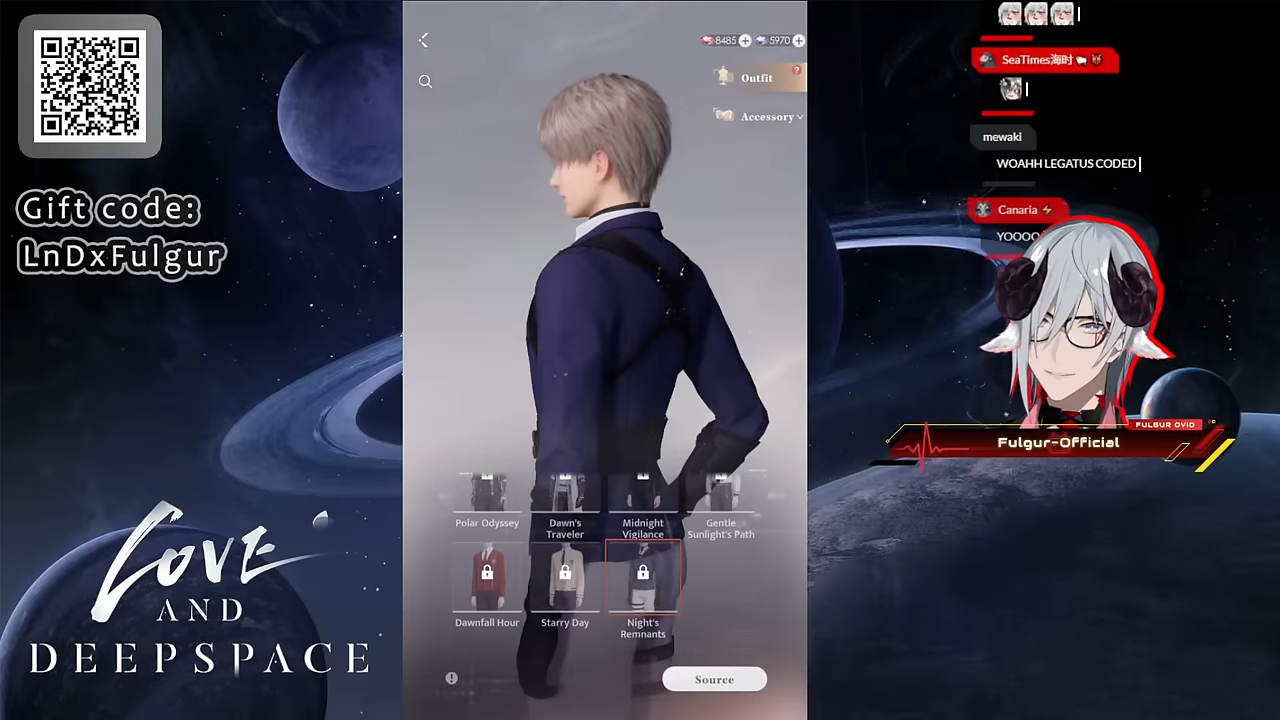 Gift code:
LnDxFulgur
LOVE
AND
DEEPSPACE
8485
5970
Outfit
Accessory
Polar Odyssey
Dawn's
Traveler
Midnight
Vigilance
Gentle
Sunlight's Path
Dawnfall Hour
Starry Day
Night's
Remnants
Source
SeaTimes海时
mewaki
WOAHH LEGATUS CODED
Canaria
YOOOO
FULGUR OVID
Fulgur-Official